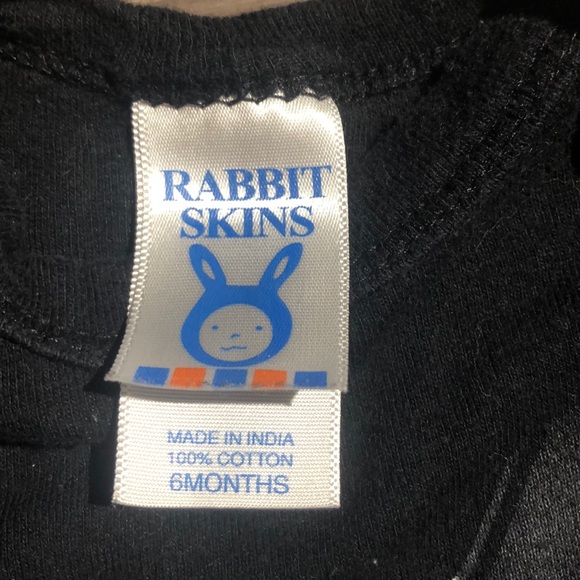 RABBIT
SKINS
MADE IN INDIA
100% COTTON
6MONTHS